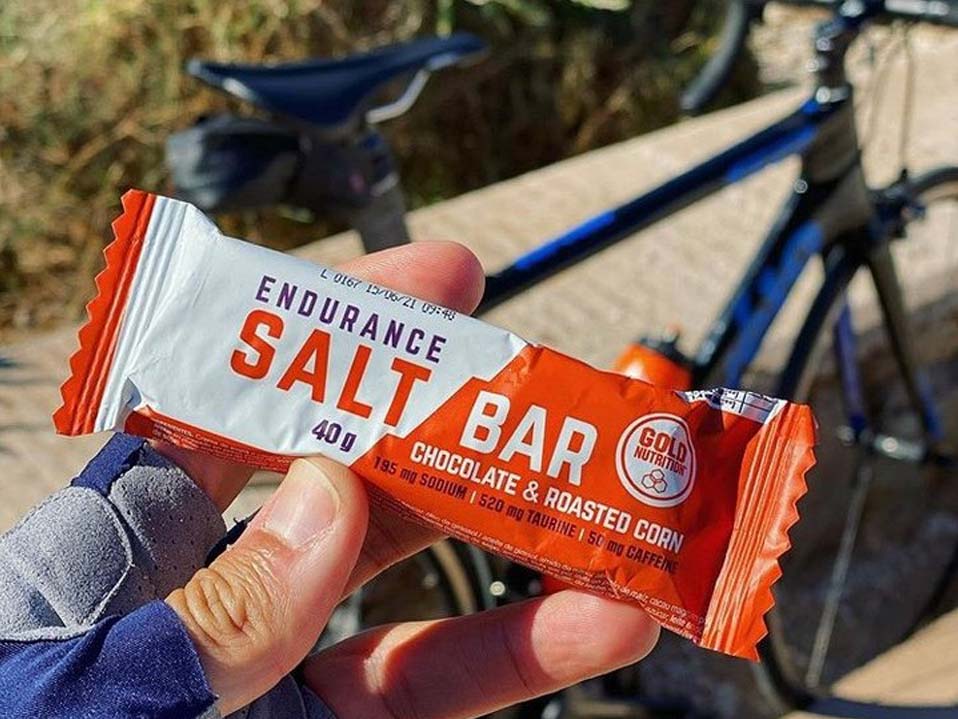 L 0167 15/06/21 09:48
ENDURANCE
SALT
40 g
BAR
GOLD
NUTRITION
CHOCOLATE & ROASTED CORN
195 mg SODIUM | 520 mg TAURINE | 50 mg CAFFEINE